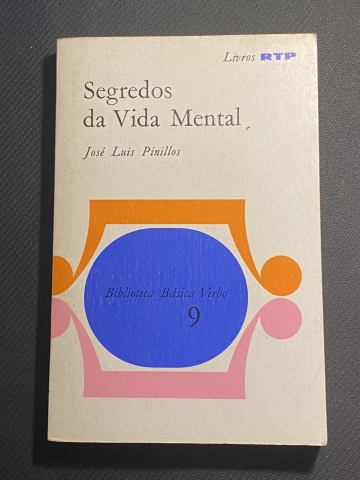 Livros RTP
Segredos
da Vida Mental
José Luis Pinillos
Biblioteca Básica Verbo
9